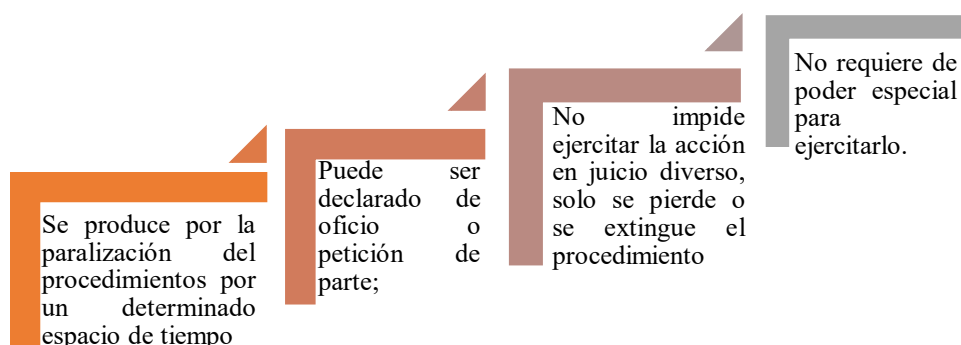 Se produce por la
paralización del
procedimientos por
un determinado
espacio de tiempo
Puede ser
declarado de
oficio o
petición de
parte;
No impide
ejercitar la acción
en juicio diverso,
solo se pierde o
se extingue el
procedimiento
No requiere de
poder especial
para
ejercitarlo.